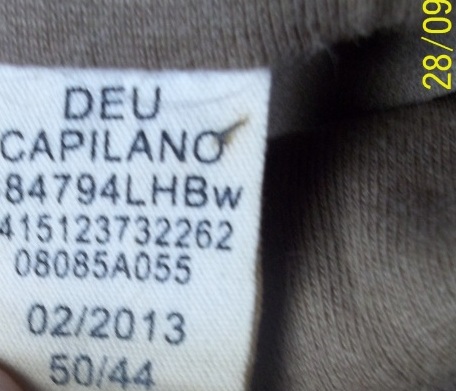 DEU
CAPILANO
84794LHBw
415123732262
08085A055
02/2013
50/44
28/09